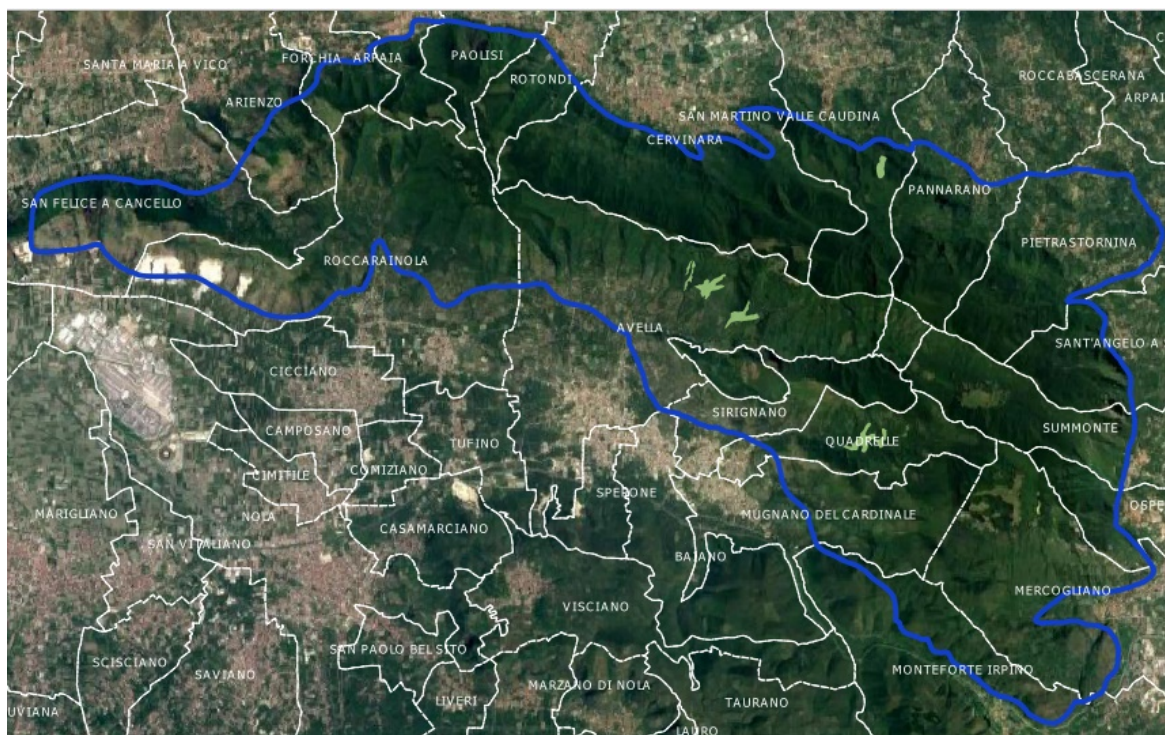 SANTA MARIA A VICO
FORCHIA
ARPAIA
PAOLISI
ROTONDI
ROCCABASCERANA
ARPAI
ARIENZO
SAN MARTINO VALLE CAUDINA
CERVINARA
SAN FELICE A CANCELLO
PANNARANO
PIETRASTORNINA
ROCCARAINOLA
AVELLA
SANT'ANGELO A
CICCIANO
SIRIGNANO
SUMMONTE
CAMPOSANO
TUFINO
QUADRELLE
CIMITILE
COMIZIANO
SPERONE
MARIGLIANO
NOLA
CASAMARCIANO
MUGNANO DEL CARDINALE
OSPE
SAN VITALIANO
BAIANO
VISCIANO
MERCOGLIANO
SCISCIANO
SAVIANO
SAN PAOLO BEL SITO
MONTEFORTE IRPINO
MARZANO DI NOLA
LIVERI
TAURANO
UVIANA
LAURO